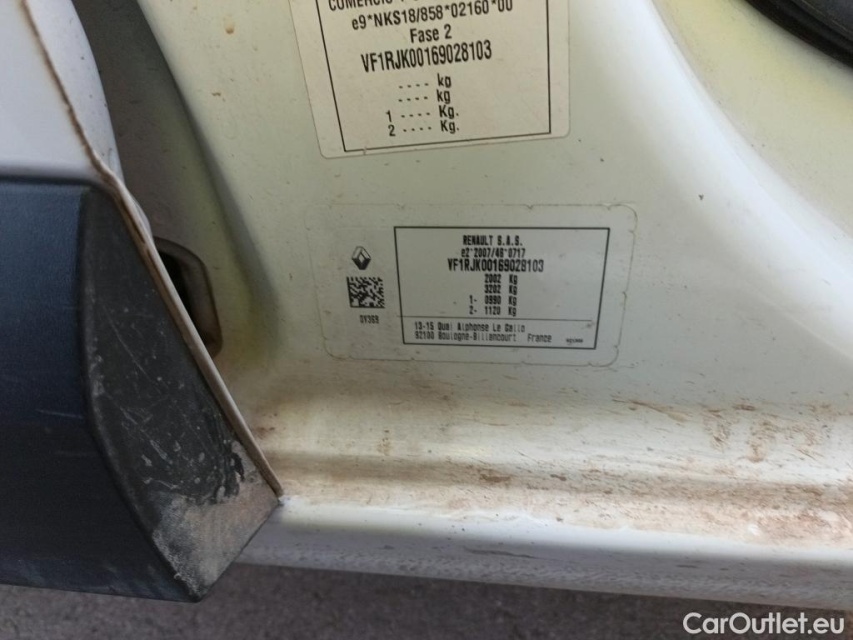 e9*NKS18/858*02160*00
Fase 2
VF1RJK00169028103
---- kg
---- kg
1 ---- Kg.
2 ---- Kg.
RENAULT S.A.S.
e2*2007/46*0717
VF1RJK00169028103
2002 Kg
3202 Kg
1- 0990 Kg
2- 1120 Kg
13-15 Quai Alphonse Le Gallo
92100 Boulogne-Billancourt France
CarOutlet.eu